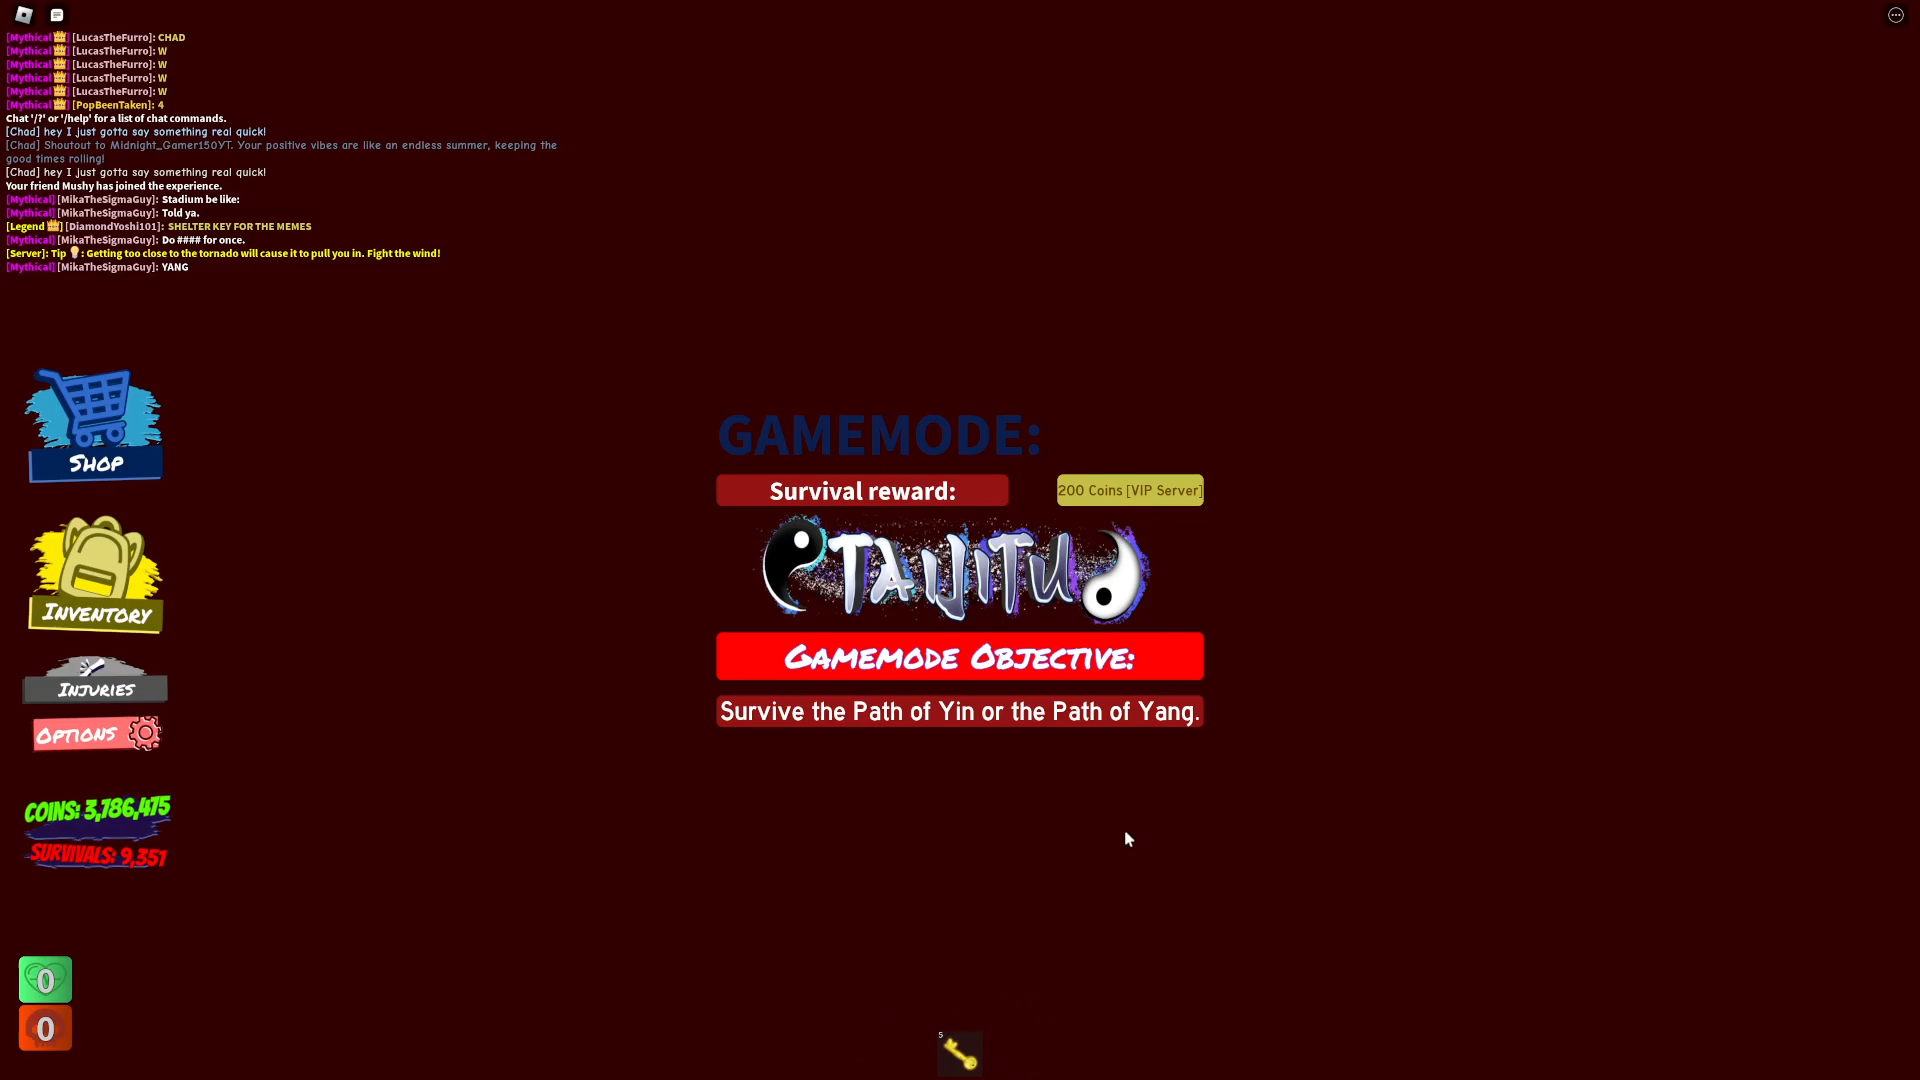 [Mythical👑] [LucasTheFurro]: CHAD
[Mythical👑] [LucasTheFurro]: W
[Mythical👑] [LucasTheFurro]: W
[Mythical👑] [LucasTheFurro]: W
[Mythical👑] [LucasTheFurro]: W
[Mythical👑] [PopBeenTaken]: 4
Chat '/?' or '/help' for a list of chat commands.
[Chad] hey I just gotta say something real quick!
[Chad] Shoutout to Midnight_Gamer150YT. Your positive vibes are like an endless summer, keeping the
good times rolling!
[Chad] hey I just gotta say something real quick!
Your friend Mushy has joined the experience.
[Mythical] [MikaTheSigmaGuy]: Stadium be like:
[Mythical] [MikaTheSigmaGuy]: Told ya.
[Legend 👑] [DiamondYoshi101]: SHELTER KEY FOR THE MEMES
[Mythical] [MikaTheSigmaGuy]: Do #### for once.
[Server]: Tip 💡: Getting too close to the tornado will cause it to pull you in. Fight the wind!
[Mythical] [MikaTheSigmaGuy]: YANG
SHOP
INVENTORY
INJURIES
OPTIONS
COINS: 3,786,475
SURVIVALS: 9,351
0
0
GAMEMODE:
Survival reward:
200 Coins [VIP Server]
TAIJITU
GAMEMODE OBJECTIVE:
Survive the Path of Yin or the Path of Yang.
5